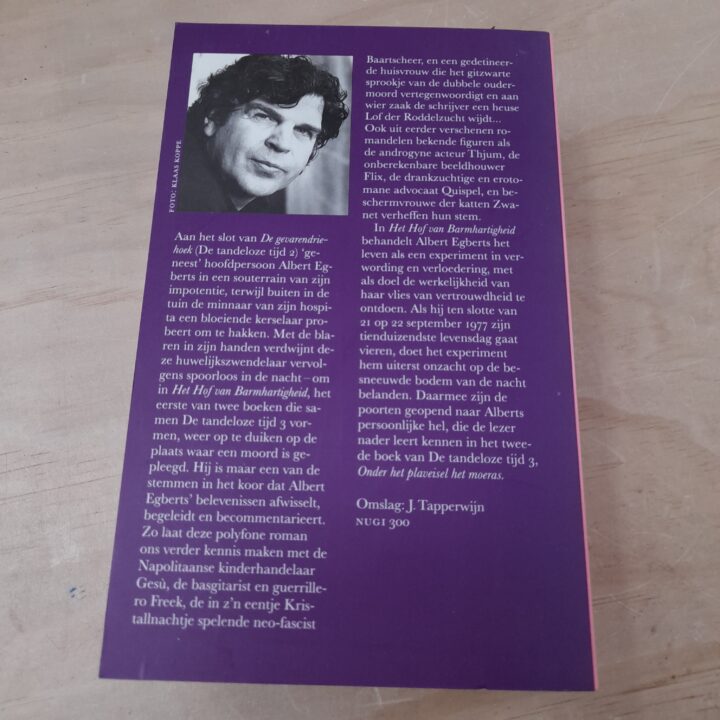 FOTO: KLAAS KOPPE
Aan het slot van De gevarendrie-
hoek (De tandeloze tijd 2) ‘ge-
neest’ hoofdpersoon Albert Eg-
berts in een souterrain van zijn
impotentie, terwijl buiten in de
tuin de minnaar van zijn hospi-
ta een bloeiende kerselaar pro-
beert om te hakken. Met de bla-
ren in zijn handen verdwijnt de-
ze huwelijkszwendelaar vervol-
gens spoorloos in de nacht – om
in Het Hof van Barmhartigheid, het
eerste van twee boeken die sa-
men De tandeloze tijd 3 vor-
men, weer op te duiken op de
plaats waar een moord is ge-
pleegd. Hij is maar een van de
stemmen in het koor dat Albert
Egberts’ belevenissen afwisselt,
begeleidt en becommentarieert.
Zo laat deze polyfone roman
ons verder kennis maken met de
Napolitaanse kinderhandelaar
Gesù, de basgitarist en guerrille-
ro Freek, de in z’n eentje Kris-
tallnachtje spelende neo-fascist
Baartscheer, en een gedetineer-
de huisvrouw die het gitzwarte
sprookje van de dubbele ouder-
moord vertegenwoordigt en aan
wier zaak de schrijver een heuse
Lof der Roddelzucht wijdt...
Ook uit eerder verschenen ro-
mandelen bekende figuren als
de androgyne acteur Thjum, de
onberekenbare beeldhouwer
Flix, de drankzuchtige en eroto-
mane advocaat Quispel, en be-
schermvrouwe der katten Zwa-
net verheffen hun stem.
In Het Hof van Barmhartigheid
behandelt Albert Egberts het
leven als een experiment in ver-
wording en verloedering, met
als doel de werkelijkheid van
haar vlies van vertrouwdheid te
ontdoen. Als hij ten slotte van
21 op 22 september 1977 zijn
tienduizendste levensdag gaat
vieren, doet het experiment
hem uiterst onzacht op de be-
sneeuwde bodem van de nacht
belanden. Daarmee zijn de
poorten geopend naar Alberts
persoonlijke hel, die de lezer
nader leert kennen in het twee-
de boek van De tandeloze tijd 3,
Onder het plaveisel het moeras.
Omslag: J. Tapperwijn
NUGI 300